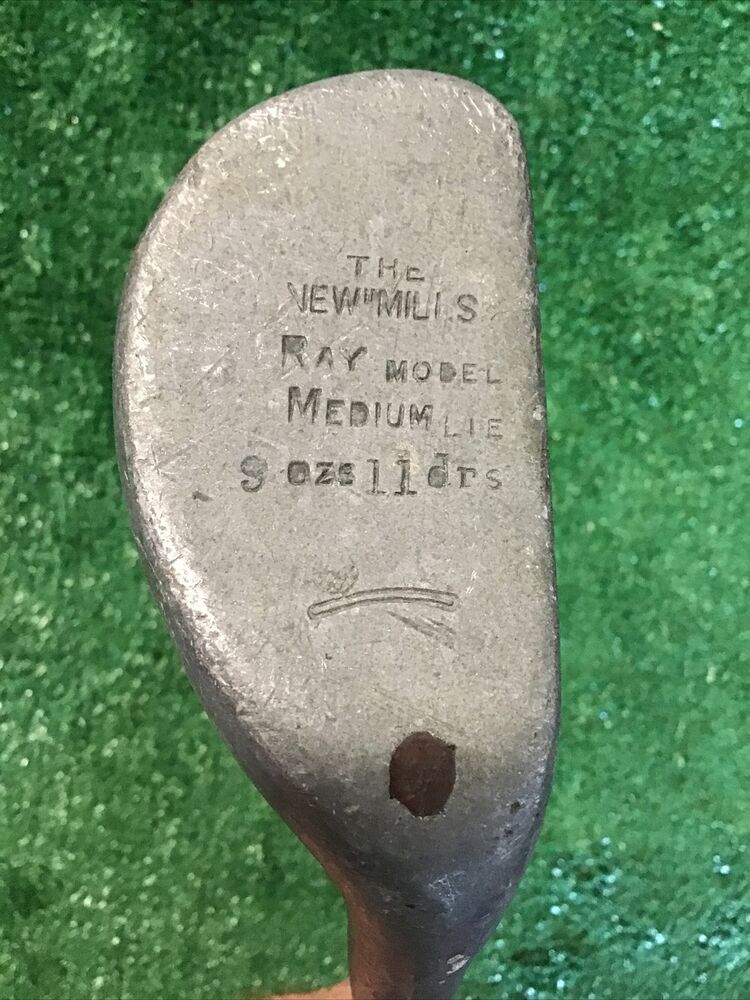 THE
NEW "MILLS
RAY MODEL
MEDIUM LIE
9 OZS 11 drs